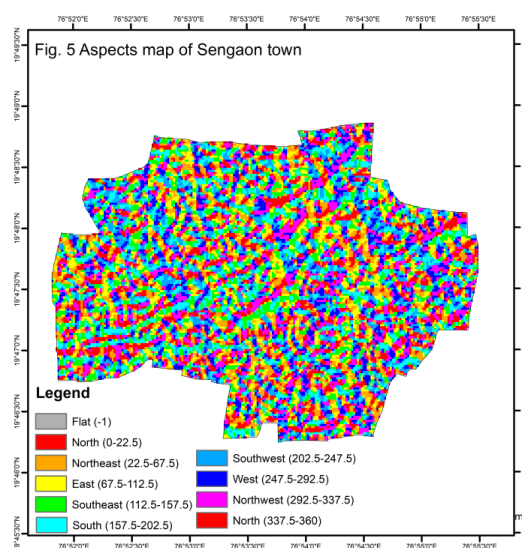 76°52'0"E 76°52'30"E 76°53'0"E 76°53'30"E 76°54'0"E 76°54'30"E 76°55'0"E 76°55'30"E
Fig. 5 Aspects map of Sengaon town
19°49'30"N
19°49'0"N
19°48'30"N
19°48'0"N
19°47'30"N
19°47'0"N
19°46'30"N
19°46'0"N
19°45'30"N
Legend
Flat (-1)
North (0-22.5)
Northeast (22.5-67.5)
East (67.5-112.5)
Southeast (112.5-157.5)
South (157.5-202.5)
Southwest (202.5-247.5)
West (247.5-292.5)
Northwest (292.5-337.5)
North (337.5-360)
m
76°52'0"E 76°52'30"E 76°53'0"E 76°53'30"E 76°54'0"E 76°54'30"E 76°55'0"E 76°55'30"E